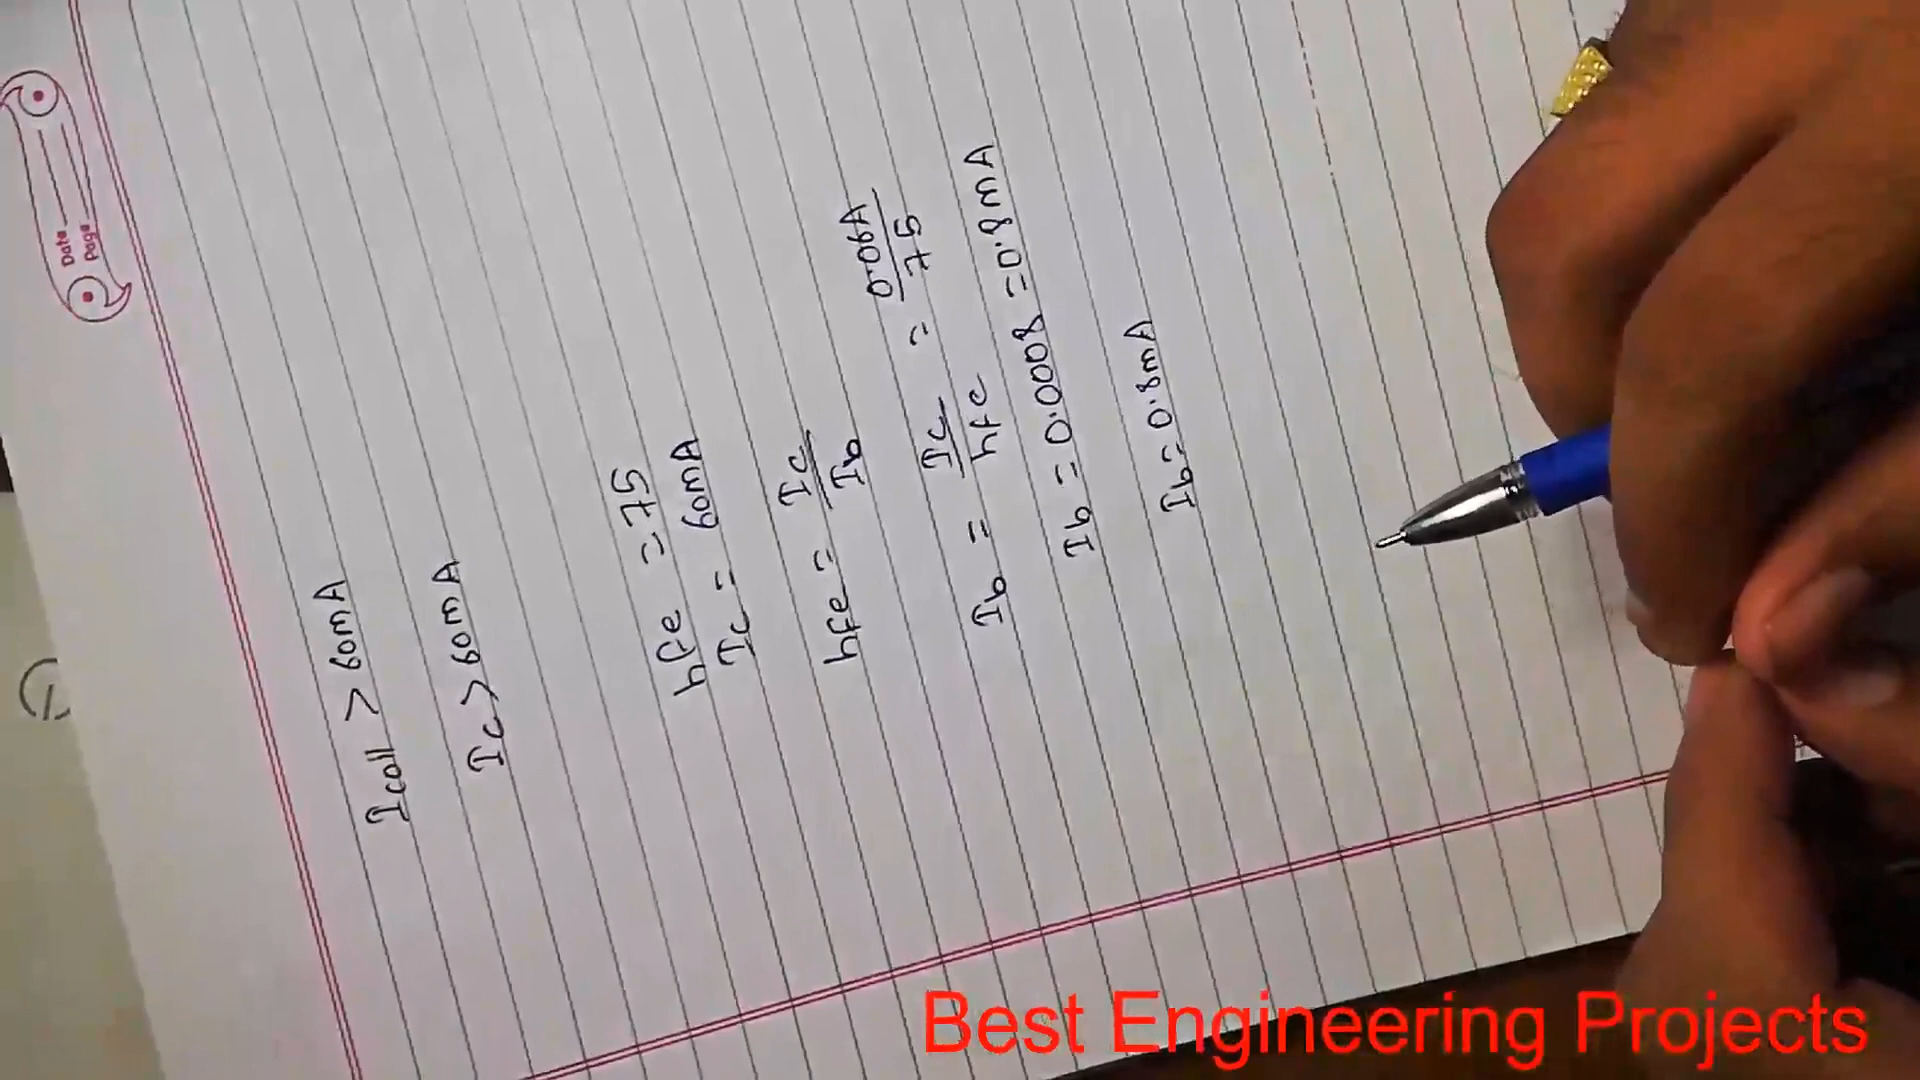 Date
Page
Icoil > 60mA
Ic > 60mA
hfe = 75
Ic = 60mA
hfe = Ic / Ib
Ib = Ic / hfe = 0.06A / 75
Ib = 0.0008 = 0.8mA
Ib = 0.8mA
Best Engineering Projects